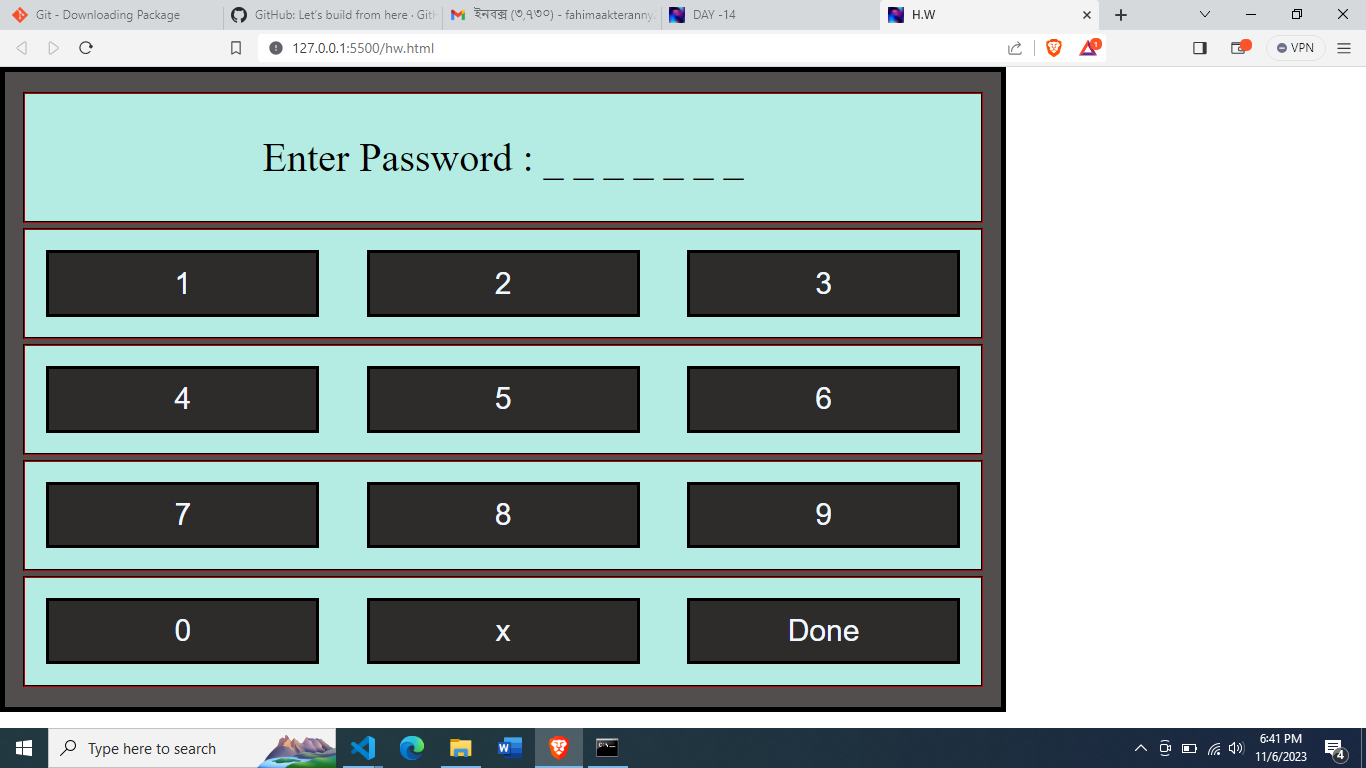 Git - Downloading Package
GitHub: Let's build from here · GitH
ইনবক্স (৩,৭৩০) - fahimaakteranny.
DAY -14
H.W
127.0.0.1:5500/hw.html
1
VPN
Enter Password : _ _ _ _ _ _ _
1 2 3
4 5 6
7 8 9
0 x Done
Type here to search
6:41 PM
11/6/2023
4